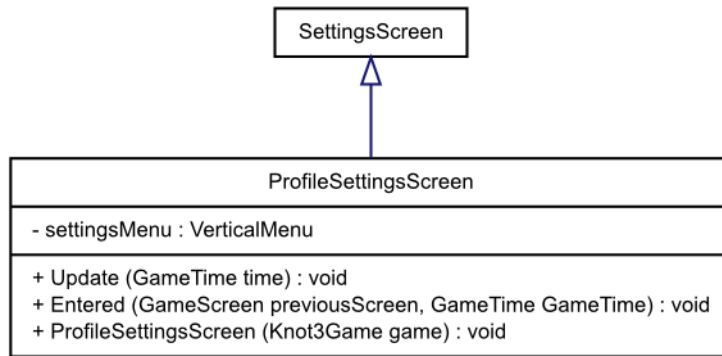 SettingsScreen
ProfileSettingsScreen
- settingsMenu : VerticalMenu
+ Update (GameTime time) : void
+ Entered (GameScreen previousScreen, GameTime GameTime) : void
+ ProfileSettingsScreen (Knot3Game game) : void